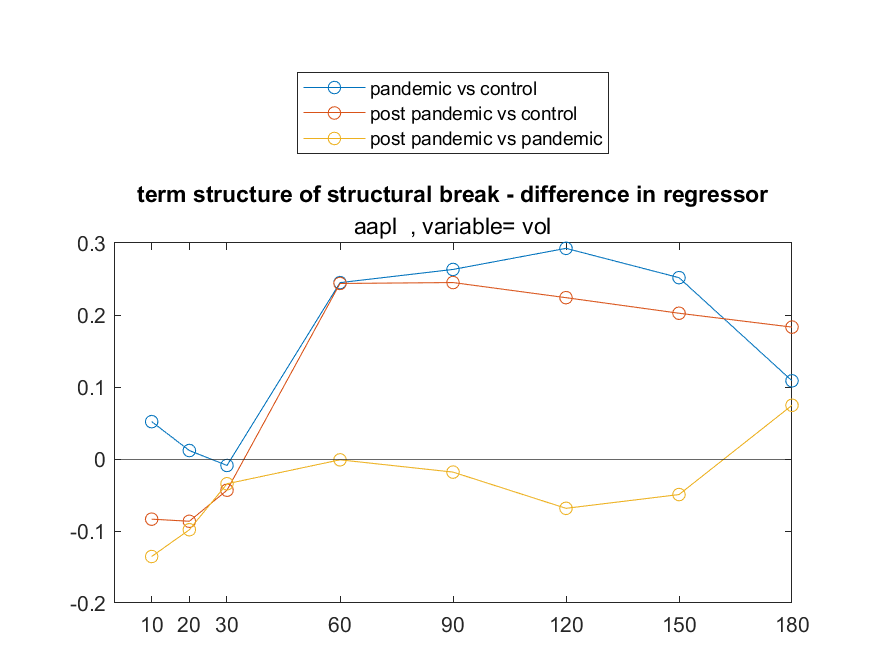 pandemic vs control
post pandemic vs control
post pandemic vs pandemic
term structure of structural break - difference in regressor
aapl , variable= vol
0.3
0.2
0.1
0
-0.1
-0.2
10 20 30 60 90 120 150 180